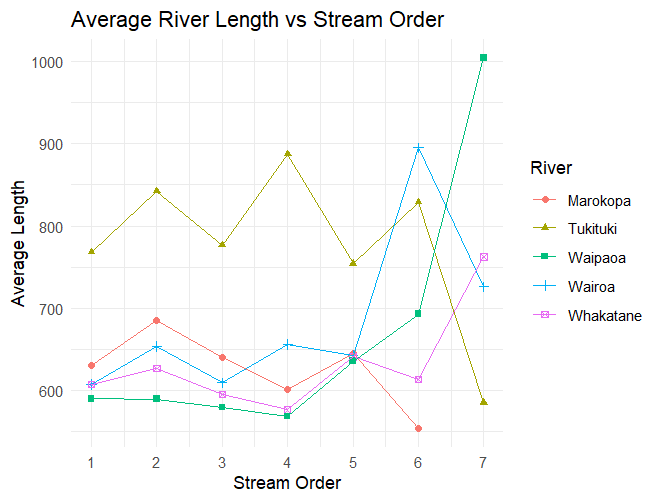 Average River Length vs Stream Order
1000
900
800
700
600
Average Length
1 2 3 4 5 6 7
Stream Order
River
Marokopa
Tukituki
Waipaoa
Wairoa
Whakatane